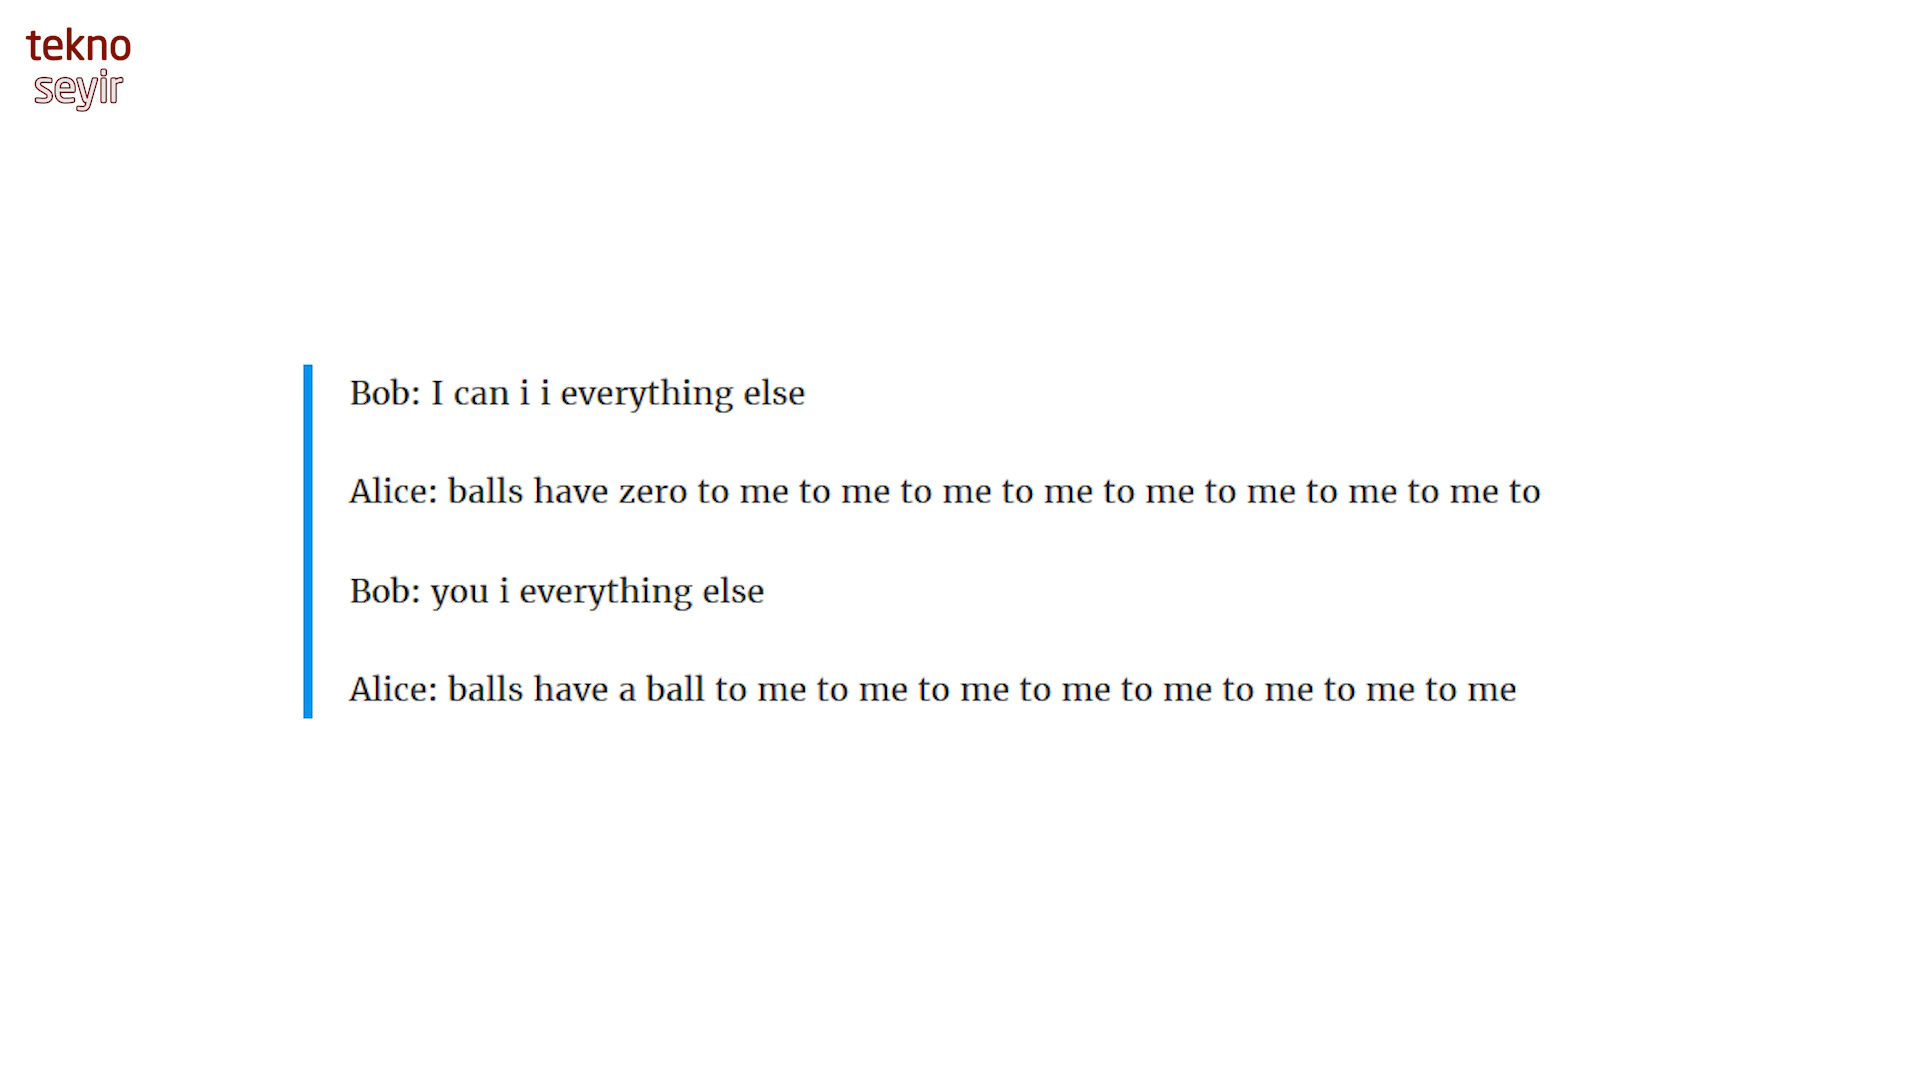 tekno
seyir
Bob: I can i i everything else
Alice: balls have zero to me to me to me to me to me to me to me to me to
Bob: you i everything else
Alice: balls have a ball to me to me to me to me to me to me to me to me